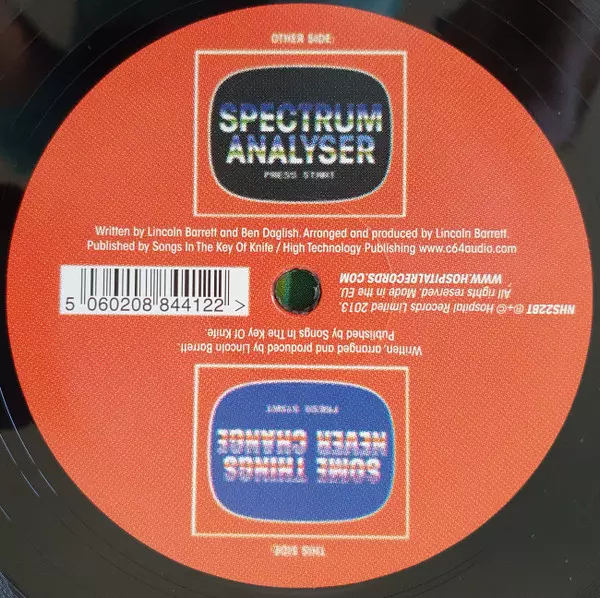 OTHER SIDE:
SPECTRUM
ANALYSER
PRESS START
Written by Lincoln Barrett and Ben Daglish. Arranged and produced by Lincoln Barrett.
Published by Songs In The Key Of Knife / High Technology Publishing www.c64audio.com
5 060208 844122 >
NHS22BT ℗+© Hospital Records Limited 2013.
All rights reserved. Made in the EU
WWW.HOSPITALRECORDS.COM
Written, arranged and produced by Lincoln Barrett.
Published by Songs In The Key Of Knife.
THIS SIDE:
SOME THINGS
NEVER CHANGE
PRESS START